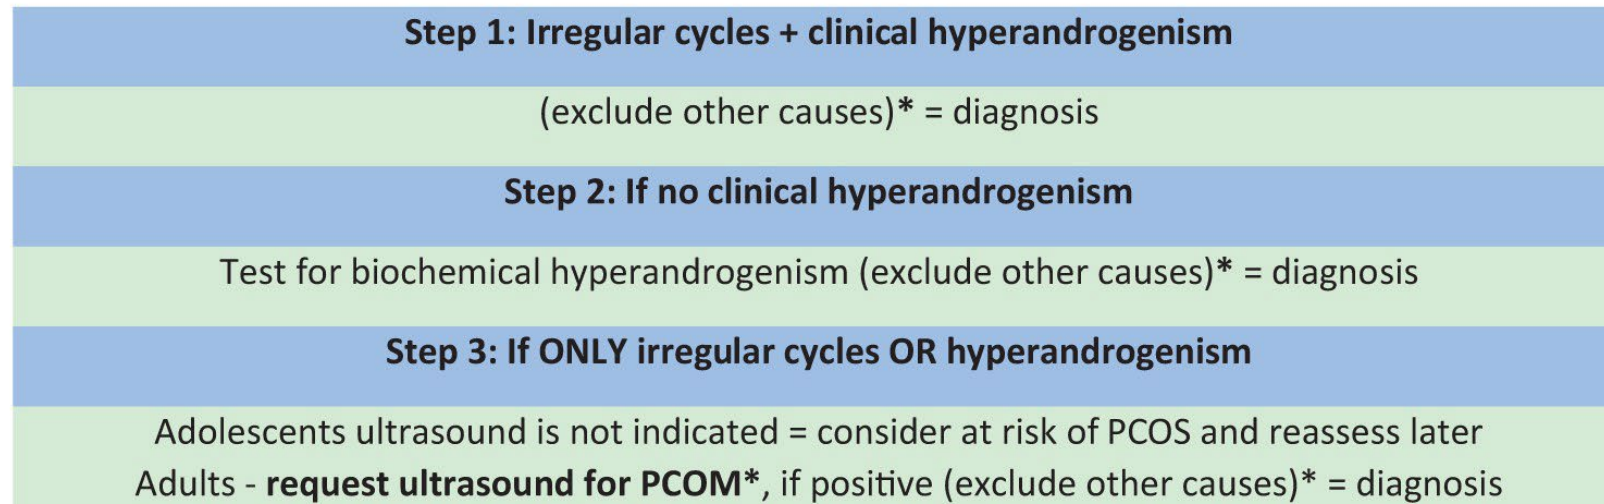 Step 1: Irregular cycles + clinical hyperandrogenism
(exclude other causes)* = diagnosis
Step 2: If no clinical hyperandrogenism
Test for biochemical hyperandrogenism (exclude other causes)* = diagnosis
Step 3: If ONLY irregular cycles OR hyperandrogenism
Adolescents ultrasound is not indicated = consider at risk of PCOS and reassess later
Adults - request ultrasound for PCOM*, if positive (exclude other causes)* = diagnosis